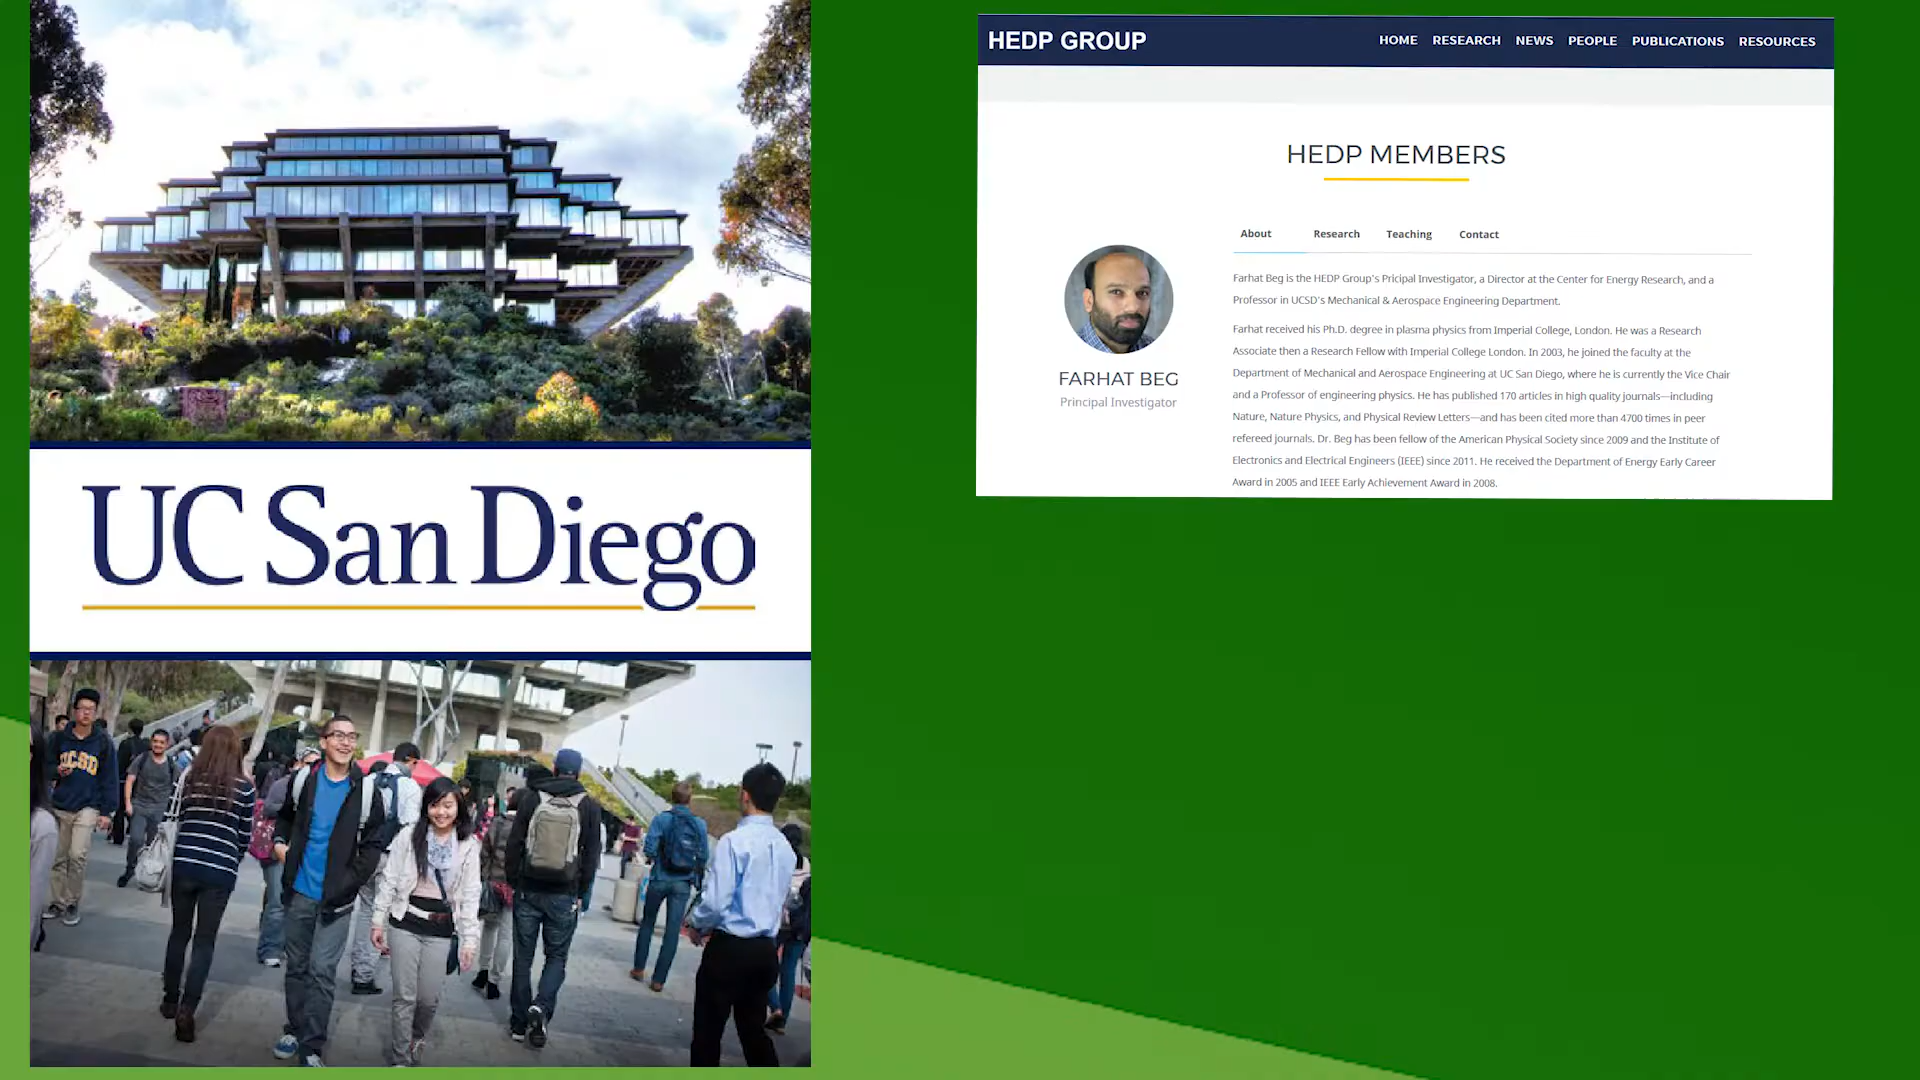 UC San Diego
UCSD
HEDP GROUP
HOME RESEARCH NEWS PEOPLE PUBLICATIONS RESOURCES
HEDP MEMBERS
About Research Teaching Contact
FARHAT BEG
Principal Investigator
Farhat Beg is the HEDP Group's Pricipal Investigator, a Director at the Center for Energy Research, and a
Professor in UCSD's Mechanical & Aerospace Engineering Department.
Farhat received his Ph.D. degree in plasma physics from Imperial College, London. He was a Research
Associate then a Research Fellow with Imperial College London. In 2003, he joined the faculty at the
Department of Mechanical and Aerospace Engineering at UC San Diego, where he is currently the Vice Chair
and a Professor of engineering physics. He has published 170 articles in high quality journals—including
Nature, Nature Physics, and Physical Review Letters—and has been cited more than 4700 times in peer
refereed journals. Dr. Beg has been fellow of the American Physical Society since 2009 and the Institute of
Electronics and Electrical Engineers (IEEE) since 2011. He received the Department of Energy Early Career
Award in 2005 and IEEE Early Achievement Award in 2008.